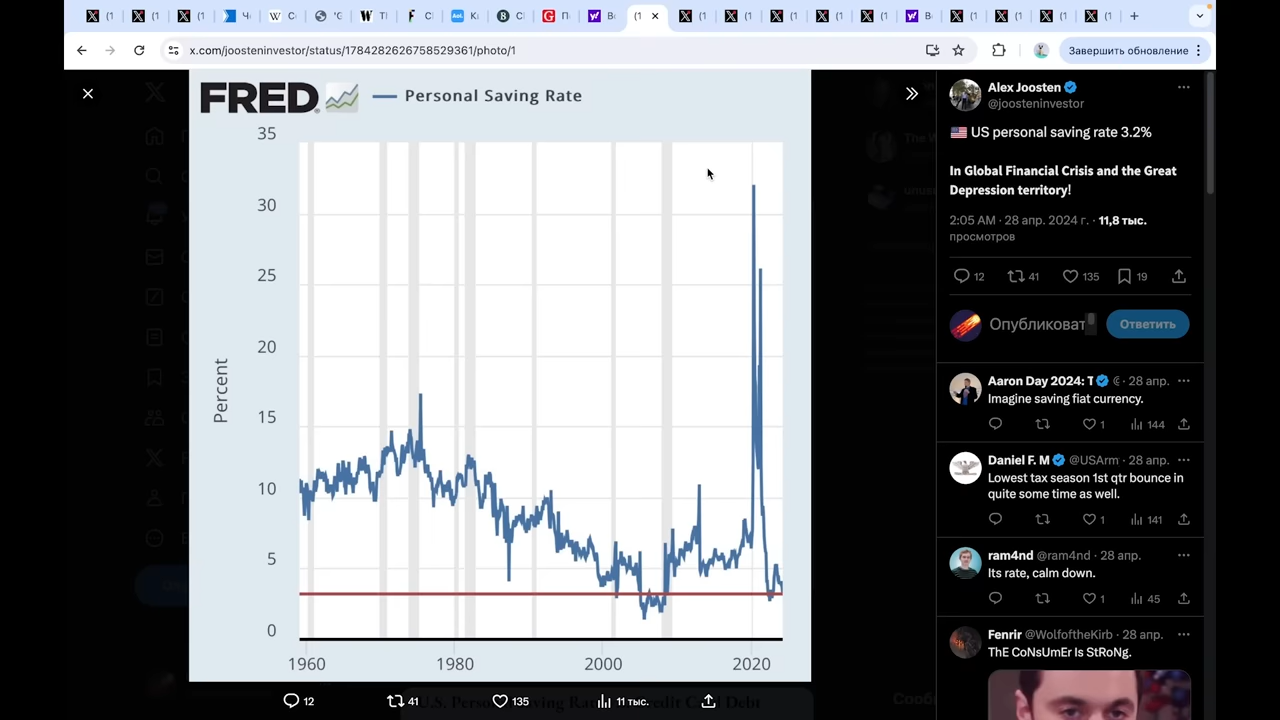 x.com/joosteninvestor/status/1784282626758529361/photo/1
Завершить обновление
FRED
Personal Saving Rate
35
30
25
20
15
10
5
0
Percent
1960
1980
2000
2020
12
41
135
11 тыс.
Alex Joosten
@joosteninvestor
🇺🇸 US personal saving rate 3.2%
In Global Financial Crisis and the Great
Depression territory!
2:05 AM · 28 апр. 2024 г. · 11,8 тыс.
просмотров
12
41
135
19
Опубликоват
Ответить
Aaron Day 2024: T
· 28 апр.
Imagine saving fiat currency.
1
144
Daniel F. M @USArm · 28 апр.
Lowest tax season 1st qtr bounce in
quite some time as well.
1
141
ram4nd @ram4nd · 28 апр.
Its rate, calm down.
1
45
Fenrir @WolfoftheKirb · 28 апр.
ThE CoNsUmEr Is StRoNg.